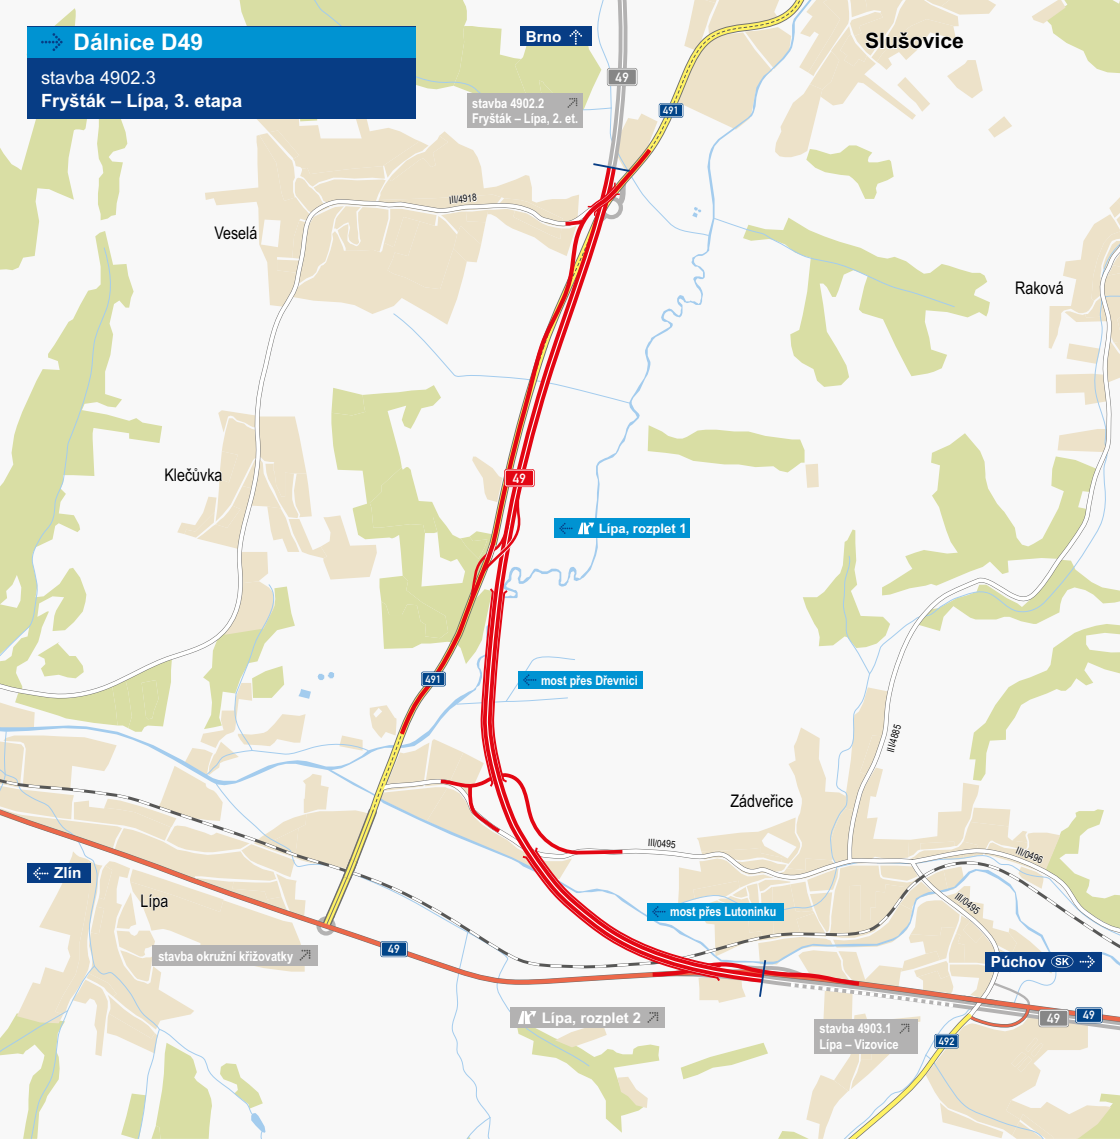 Dálnice D49
stavba 4902.3
Fryšták – Lípa, 3. etapa
Brno
Slušovice
49
stavba 4902.2
Fryšták – Lípa, 2. et.
491
III/4918
Veselá
Raková
Klečůvka
49
Lípa, rozplet 1
491
most přes Dřevnici
III/4885
Zádveřice
III/0495
III/0496
Zlín
Lípa
III/0495
most přes Lutoninku
49
stavba okružní křižovatky
Púchov SK
Lípa, rozplet 2
49
49
stavba 4903.1
Lípa – Vizovice
492